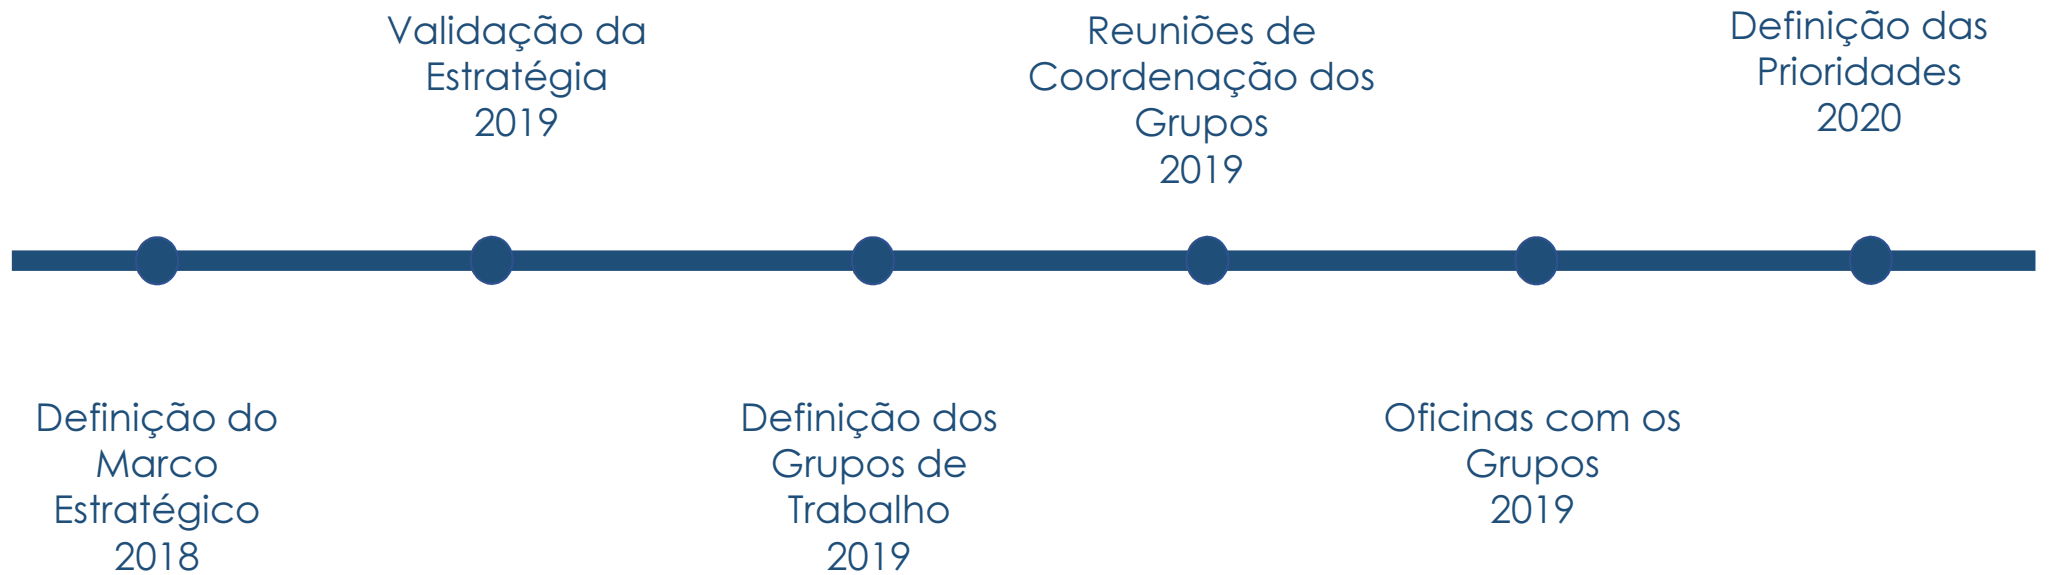 Validação da
Estratégia
2019
Reuniões de
Coordenação dos
Grupos
2019
Definição das
Prioridades
2020
Definição do
Marco
Estratégico
2018
Definição dos
Grupos de
Trabalho
2019
Oficinas com os
Grupos
2019